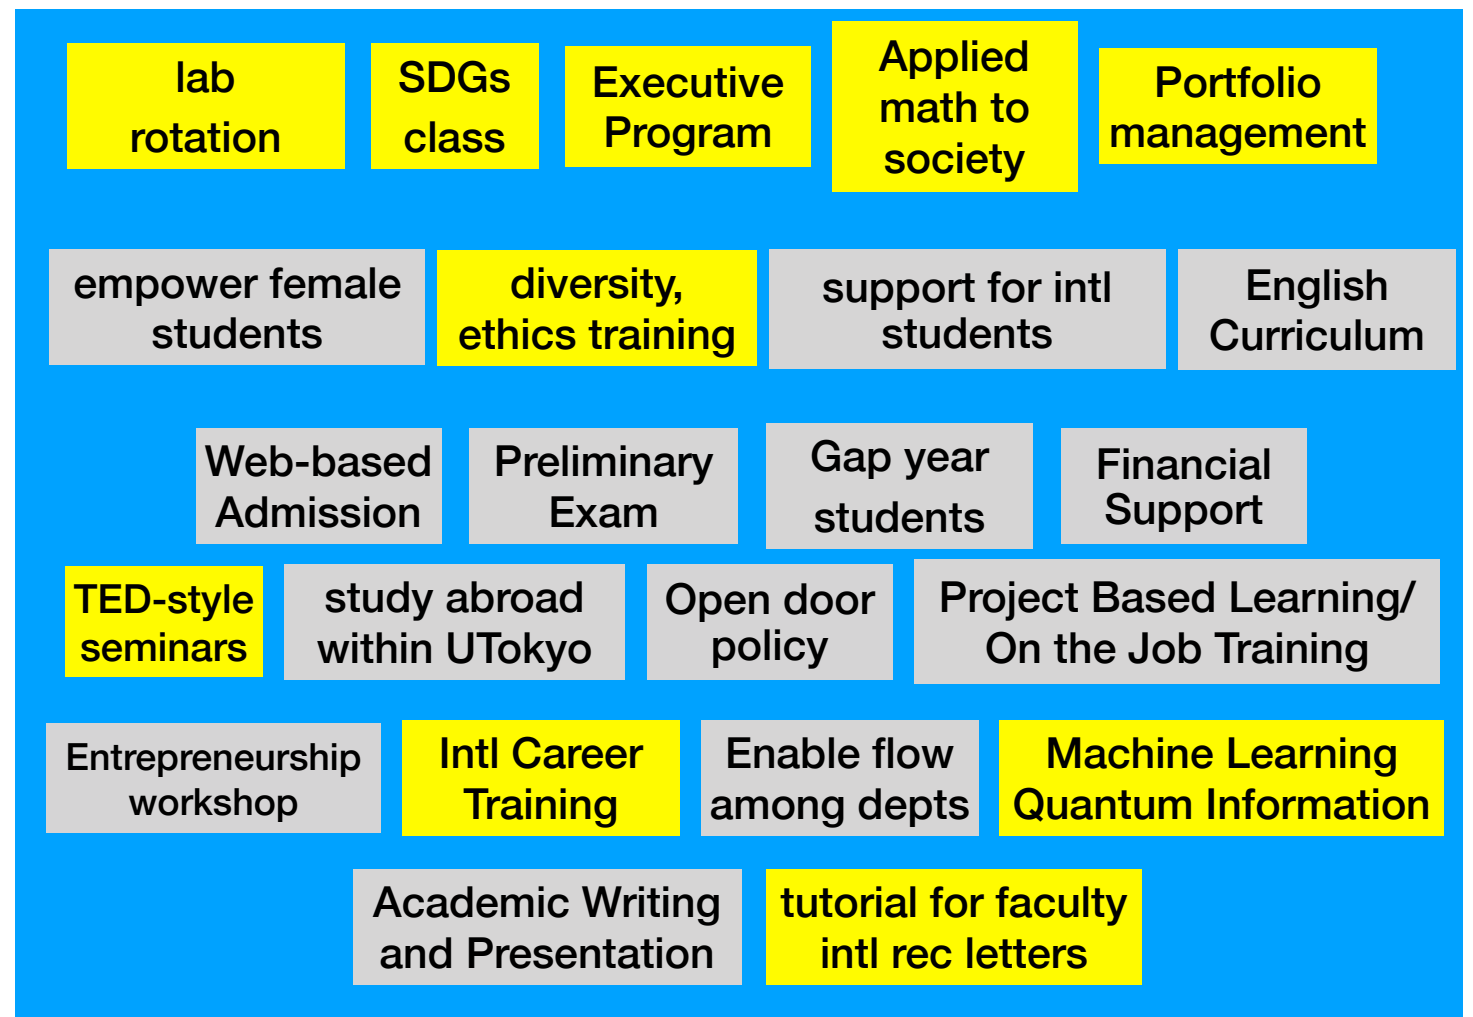 lab
rotation
SDGs
class
Executive
Program
Applied
math to
society
Portfolio
management
empower female
students
diversity,
ethics training
support for intl
students
English
Curriculum
Web-based
Admission
Preliminary
Exam
Gap year
students
Financial
Support
TED-style
seminars
study abroad
within UTokyo
Open door
policy
Project Based Learning/
On the Job Training
Entrepreneurship
workshop
Intl Career
Training
Enable flow
among depts
Machine Learning
Quantum Information
Academic Writing
and Presentation
tutorial for faculty
intl rec letters